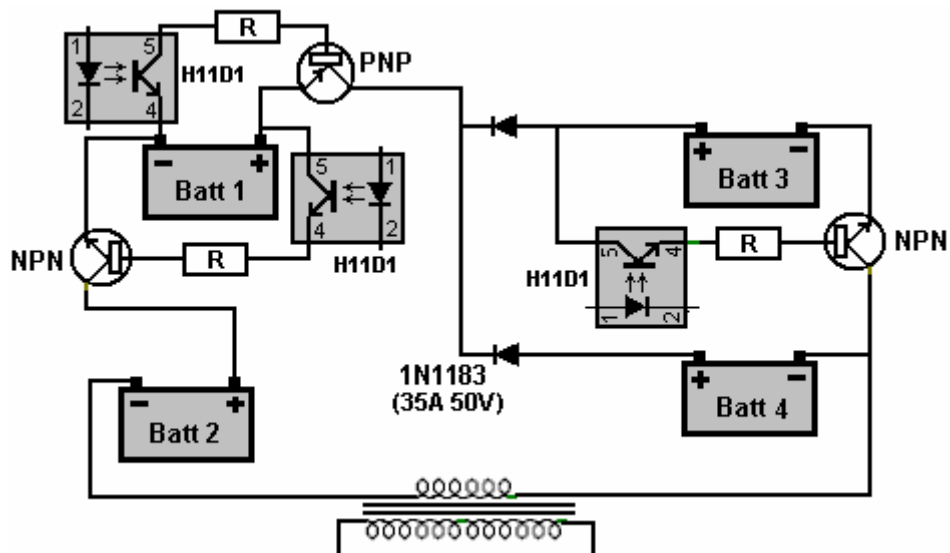 1
5
R
PNP
H11D1
2
4
- +
Batt 1
5
1
4
2
H11D1
NPN
R
+ -
Batt 3
H11D1
5
4
1
2
R
NPN
1N1183
(35A 50V)
+ -
Batt 4
- +
Batt 2